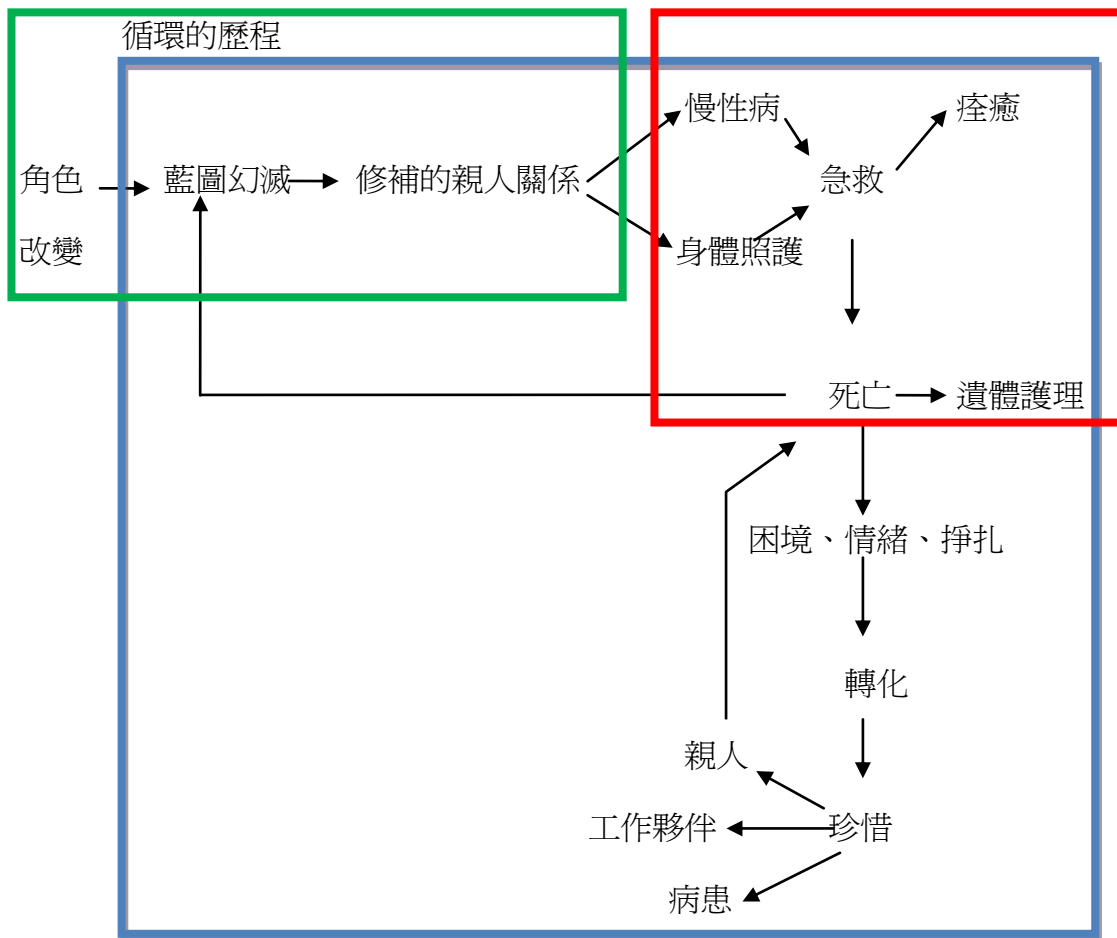 循環的歷程
慢性病
痊癒
角色
改變
藍圖幻滅
修補的親人關係
急救
身體照護
死亡
遺體護理
困境、情緒、掙扎
轉化
親人
工作夥伴
珍惜
病患